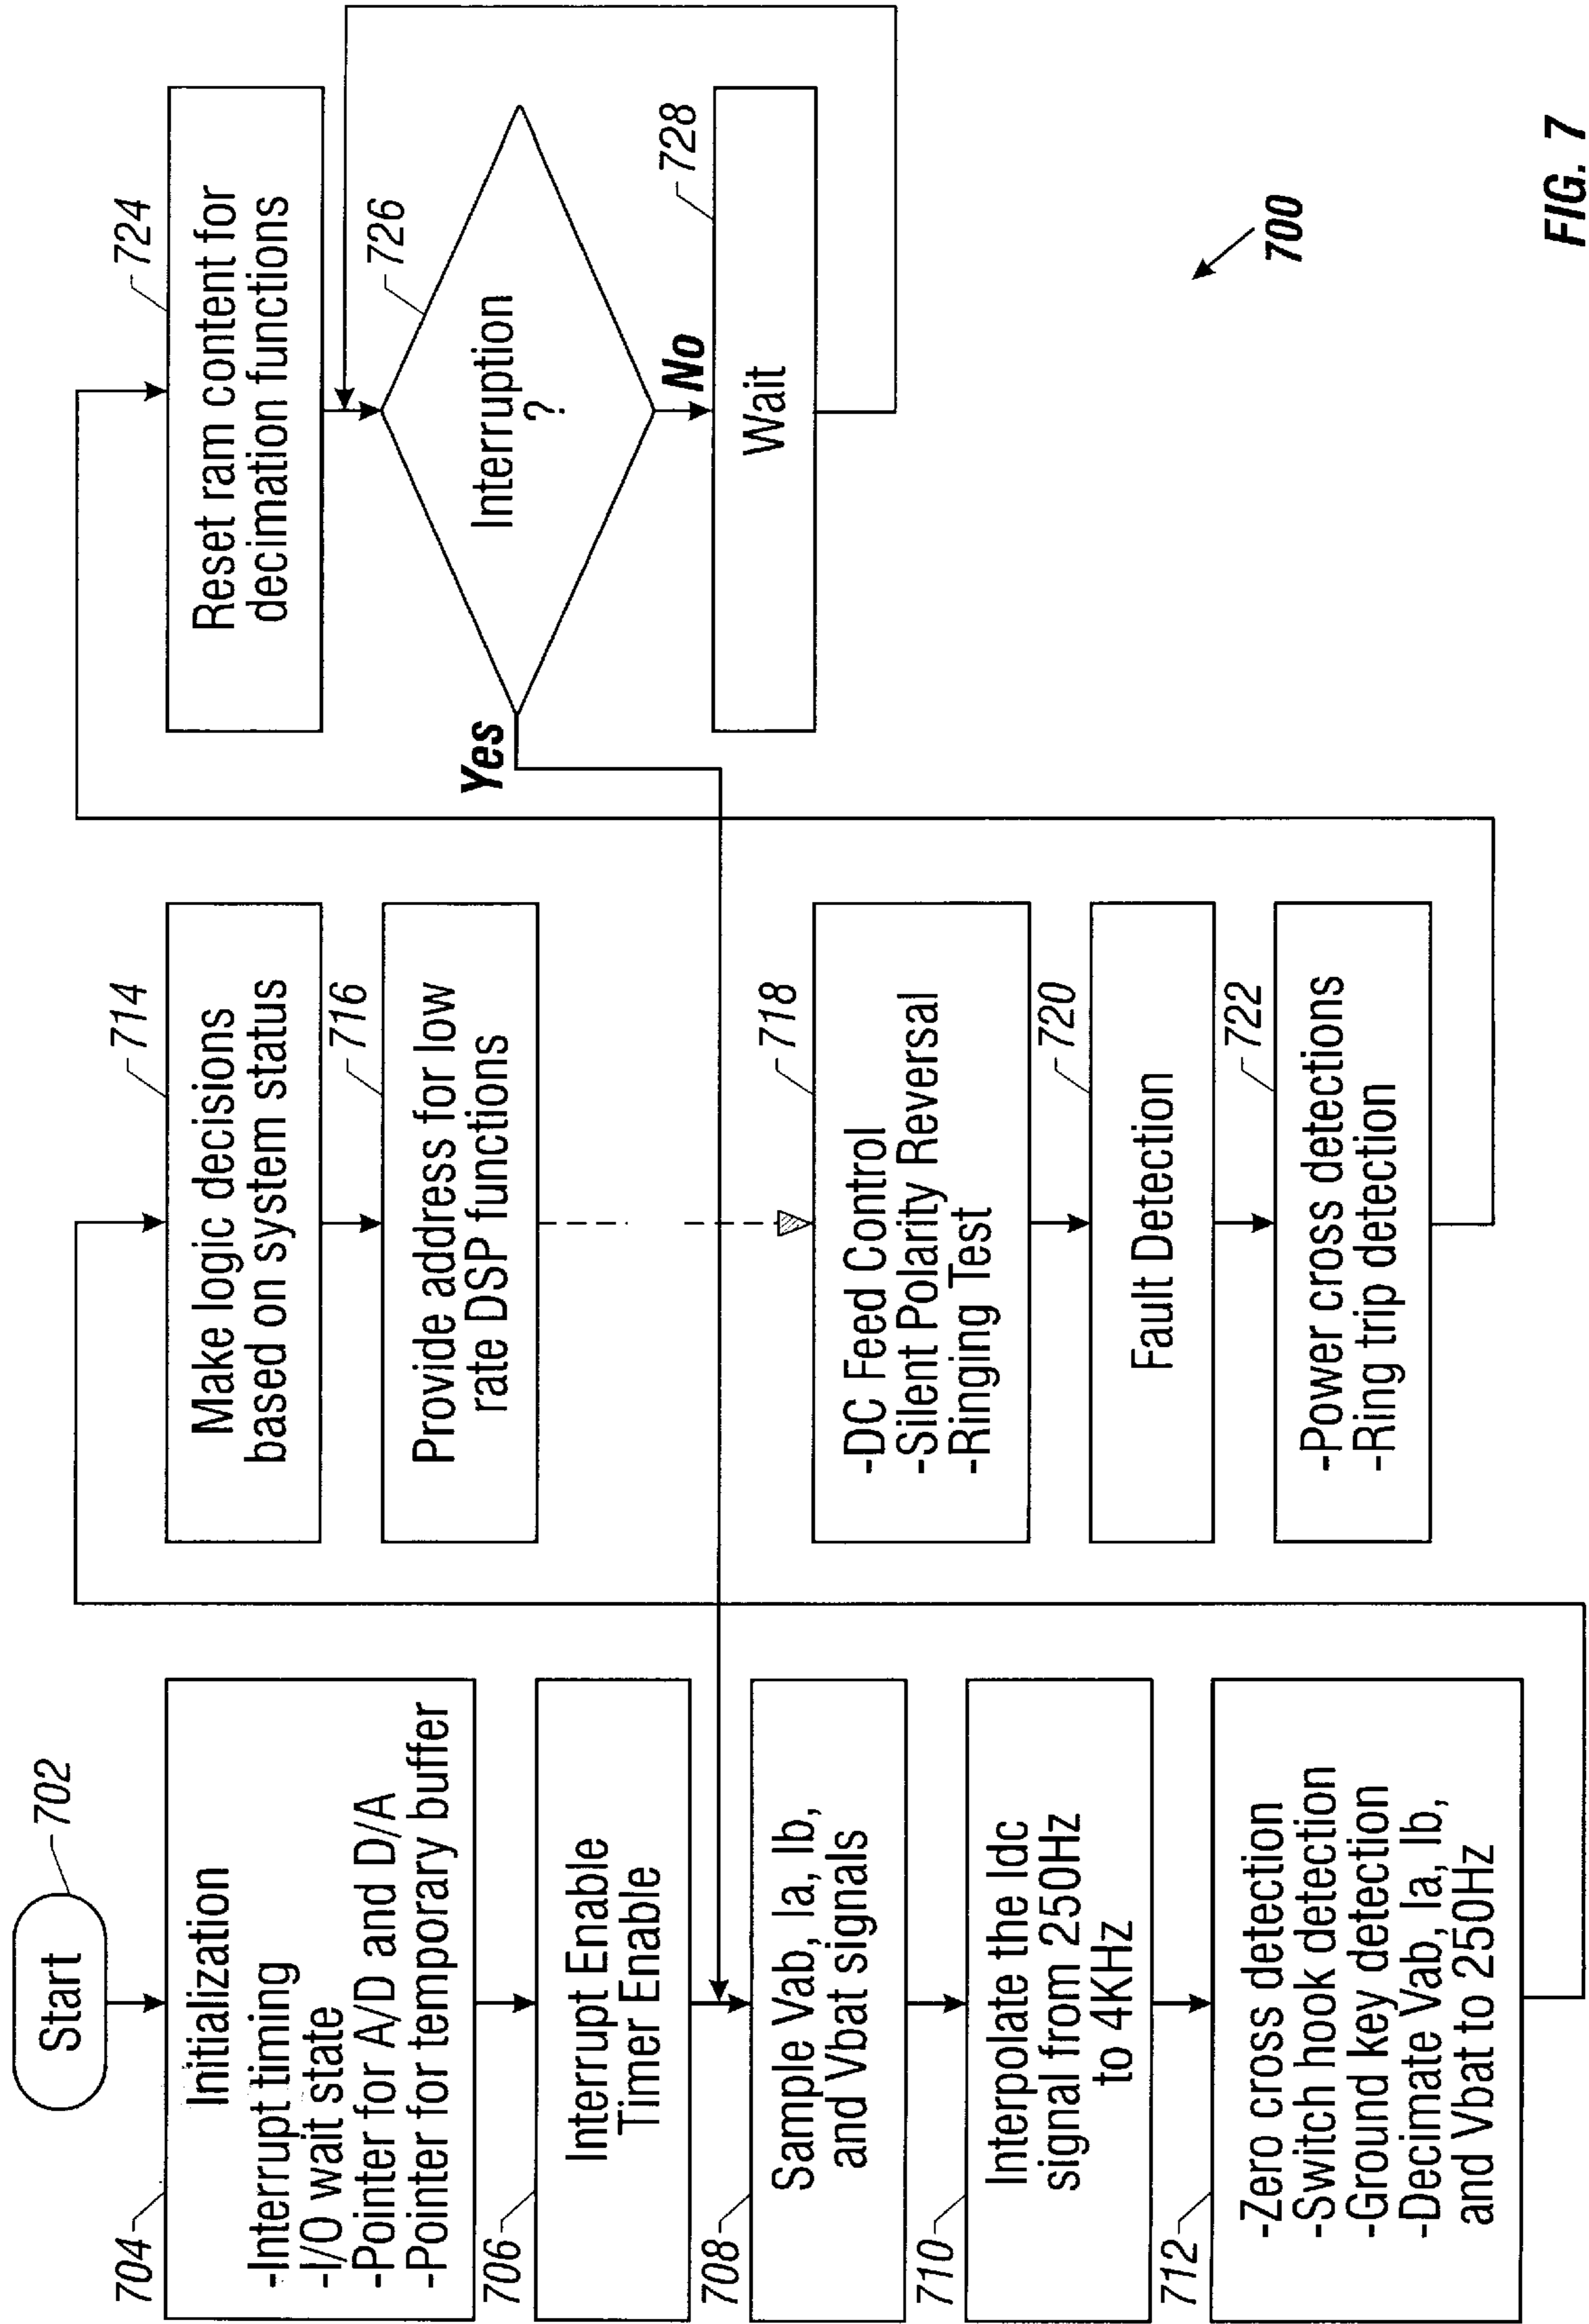 Start
702
704
Initialization
-Interrupt timing
-I/O wait state
-Pointer for A/D and D/A
-Pointer for temporary buffer
706
Interrupt Enable
Timer Enable
708
Sample Vab, Ia, Ib,
and Vbat signals
710
Interpolate the Idc
signal from 250Hz
to 4KHz
712
-Zero cross detection
-Switch hook detection
-Ground key detection
-Decimate Vab, Ia, Ib,
and Vbat to 250Hz
714
Make logic decisions
based on system status
716
Provide address for low
rate DSP functions
718
-DC Feed Control
-Silent Polarity Reversal
-Ringing Test
720
Fault Detection
722
-Power cross detections
-Ring trip detection
724
Reset ram content for
decimation functions
726
Interruption
?
Yes
No
728
Wait
700
FIG. 7